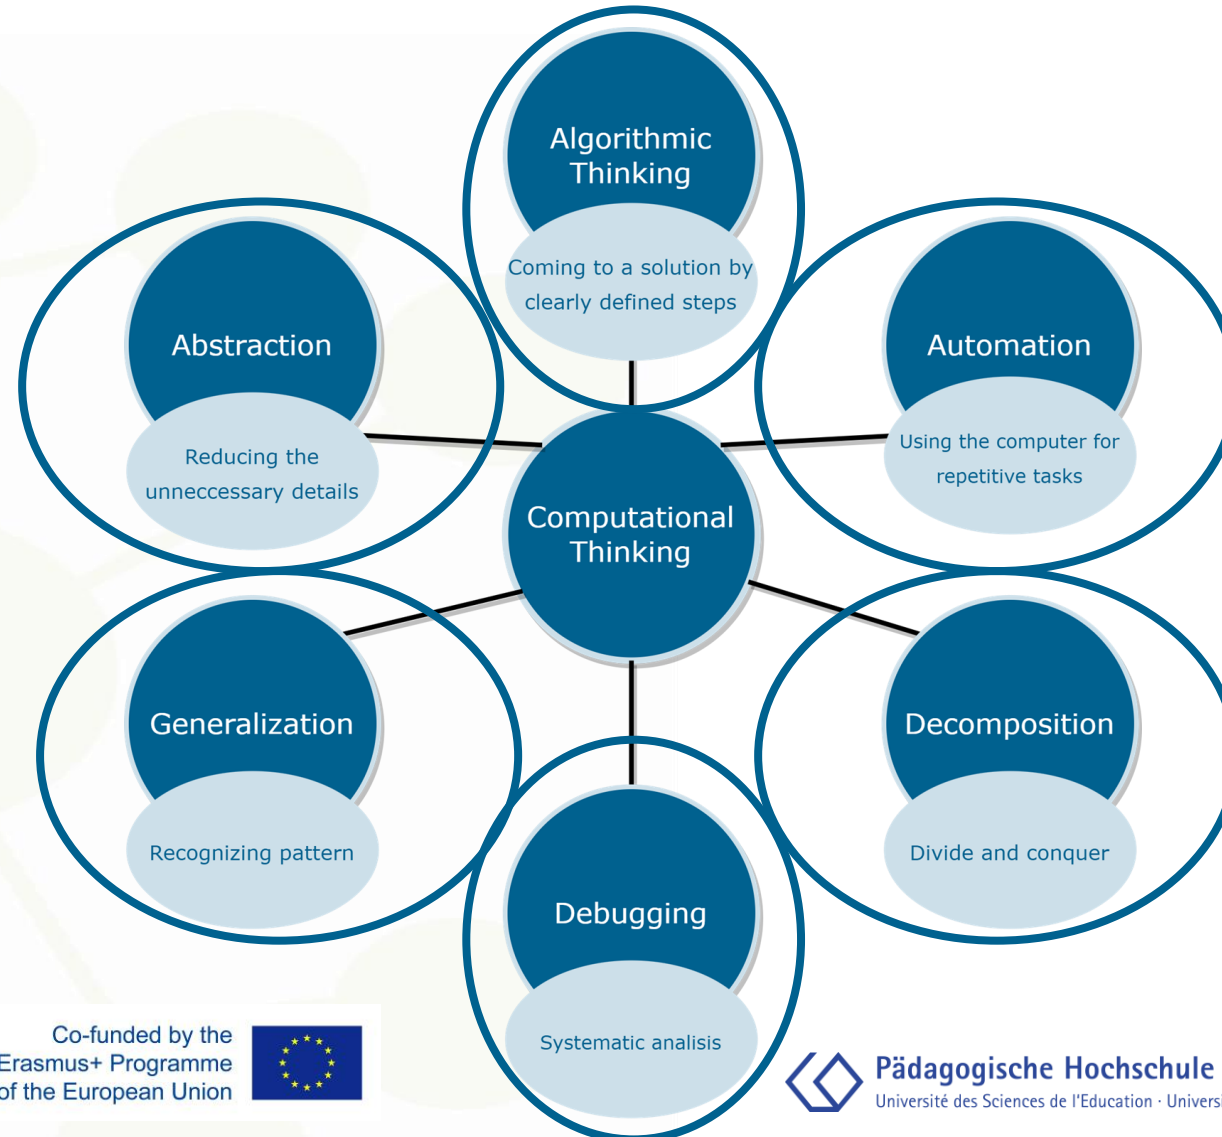 Algorithmic
Thinking
Coming to a solution by
clearly defined steps
Abstraction
Reducing the
unneccessary details
Automation
Using the computer for
repetitive tasks
Computational
Thinking
Generalization
Recognizing pattern
Decomposition
Divide and conquer
Debugging
Systematic analisis
Co-funded by the
Erasmus+ Programme
of the European Union
Pädagogische Hochschule
Université des Sciences de l'Education · Universi